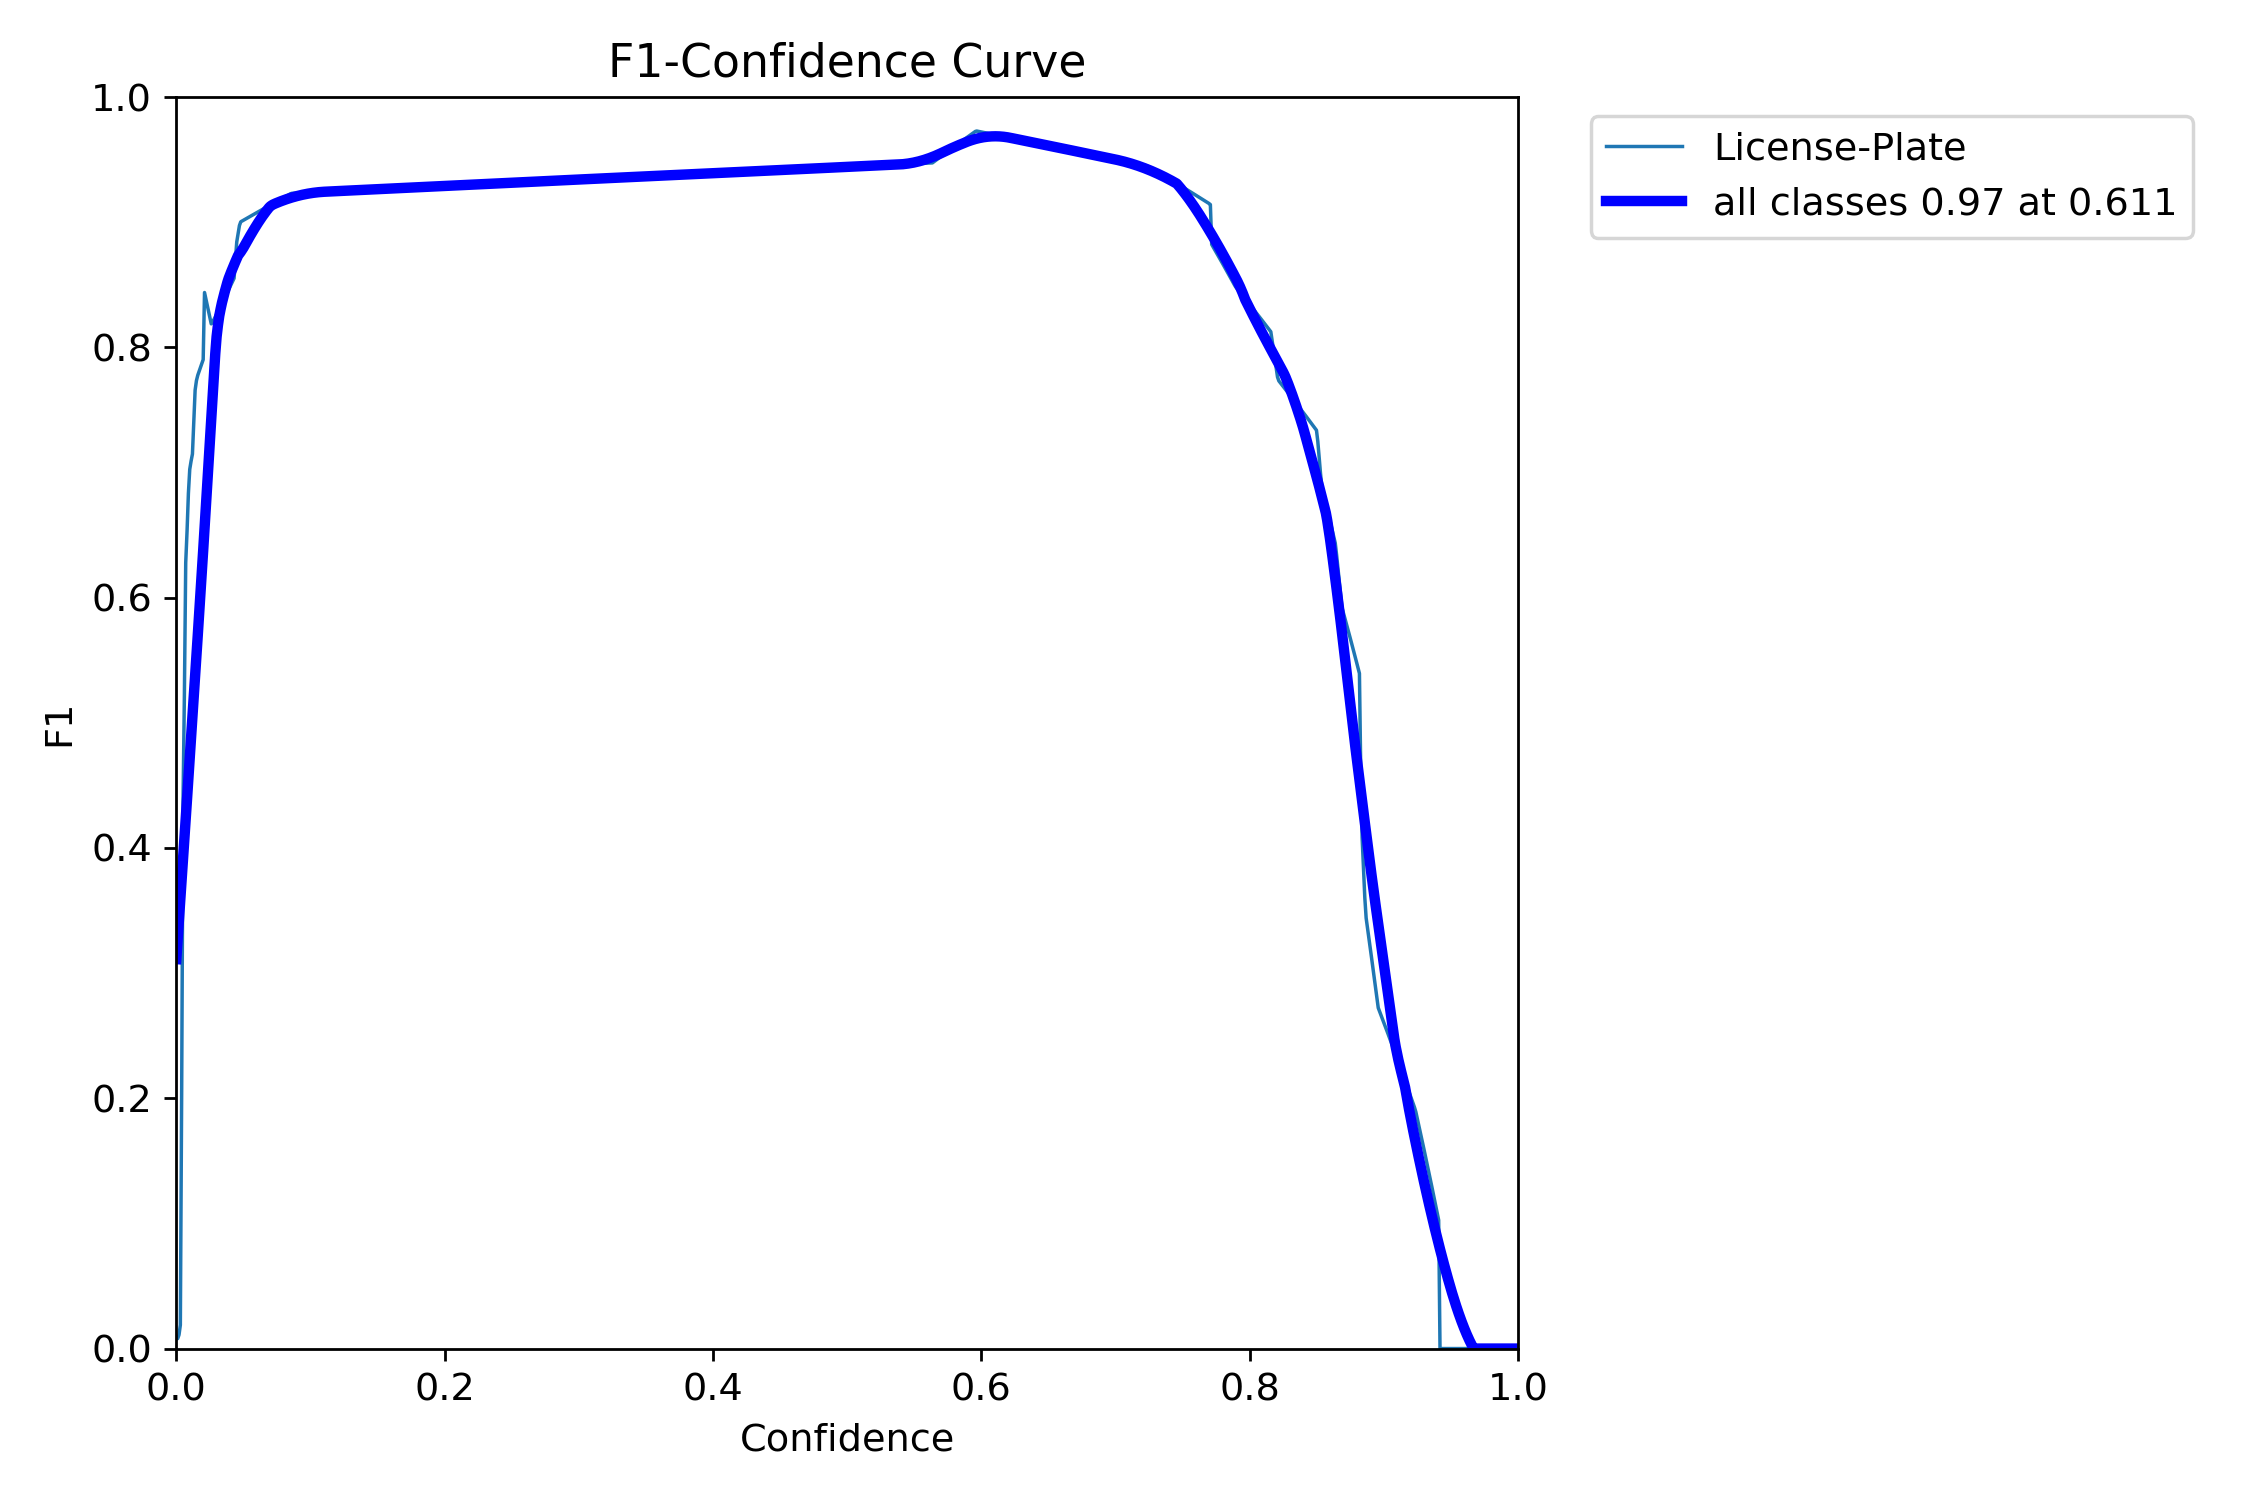 F1-Confidence Curve
1.0
0.8
0.6
0.4
0.2
0.0
F1
0.0 0.2 0.4 0.6 0.8 1.0
Confidence
License-Plate
all classes 0.97 at 0.611